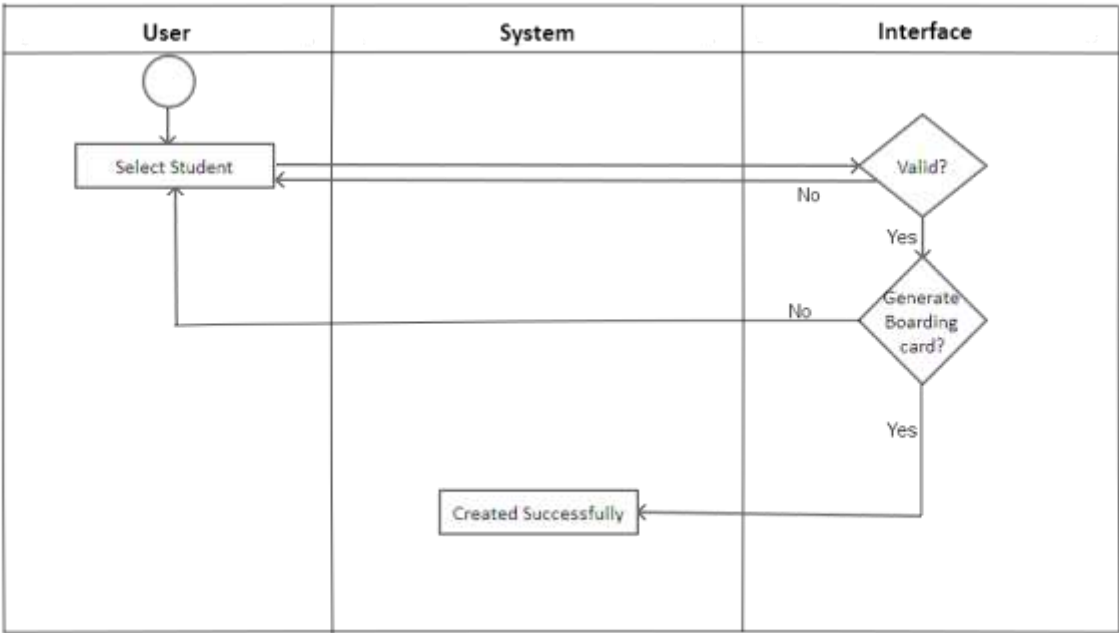 User
System
Interface
Select Student
Valid?
No
Yes
Generate
Boarding
card?
No
Yes
Created Successfully